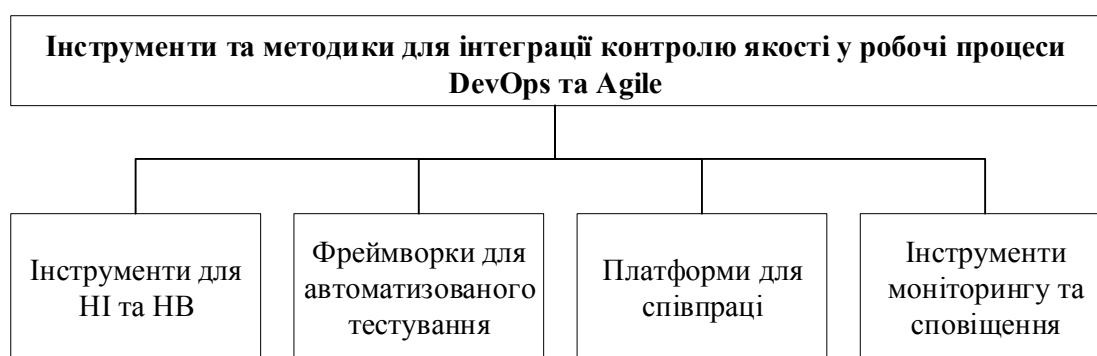 Інструменти та методики для інтеграції контролю якості у робочі процеси
DevOps та Agile
Інструменти для
НІ та НВ
Фреймворки для
автоматизованого
тестування
Платформи для
співпраці
Інструменти
моніторингу та
сповіщення